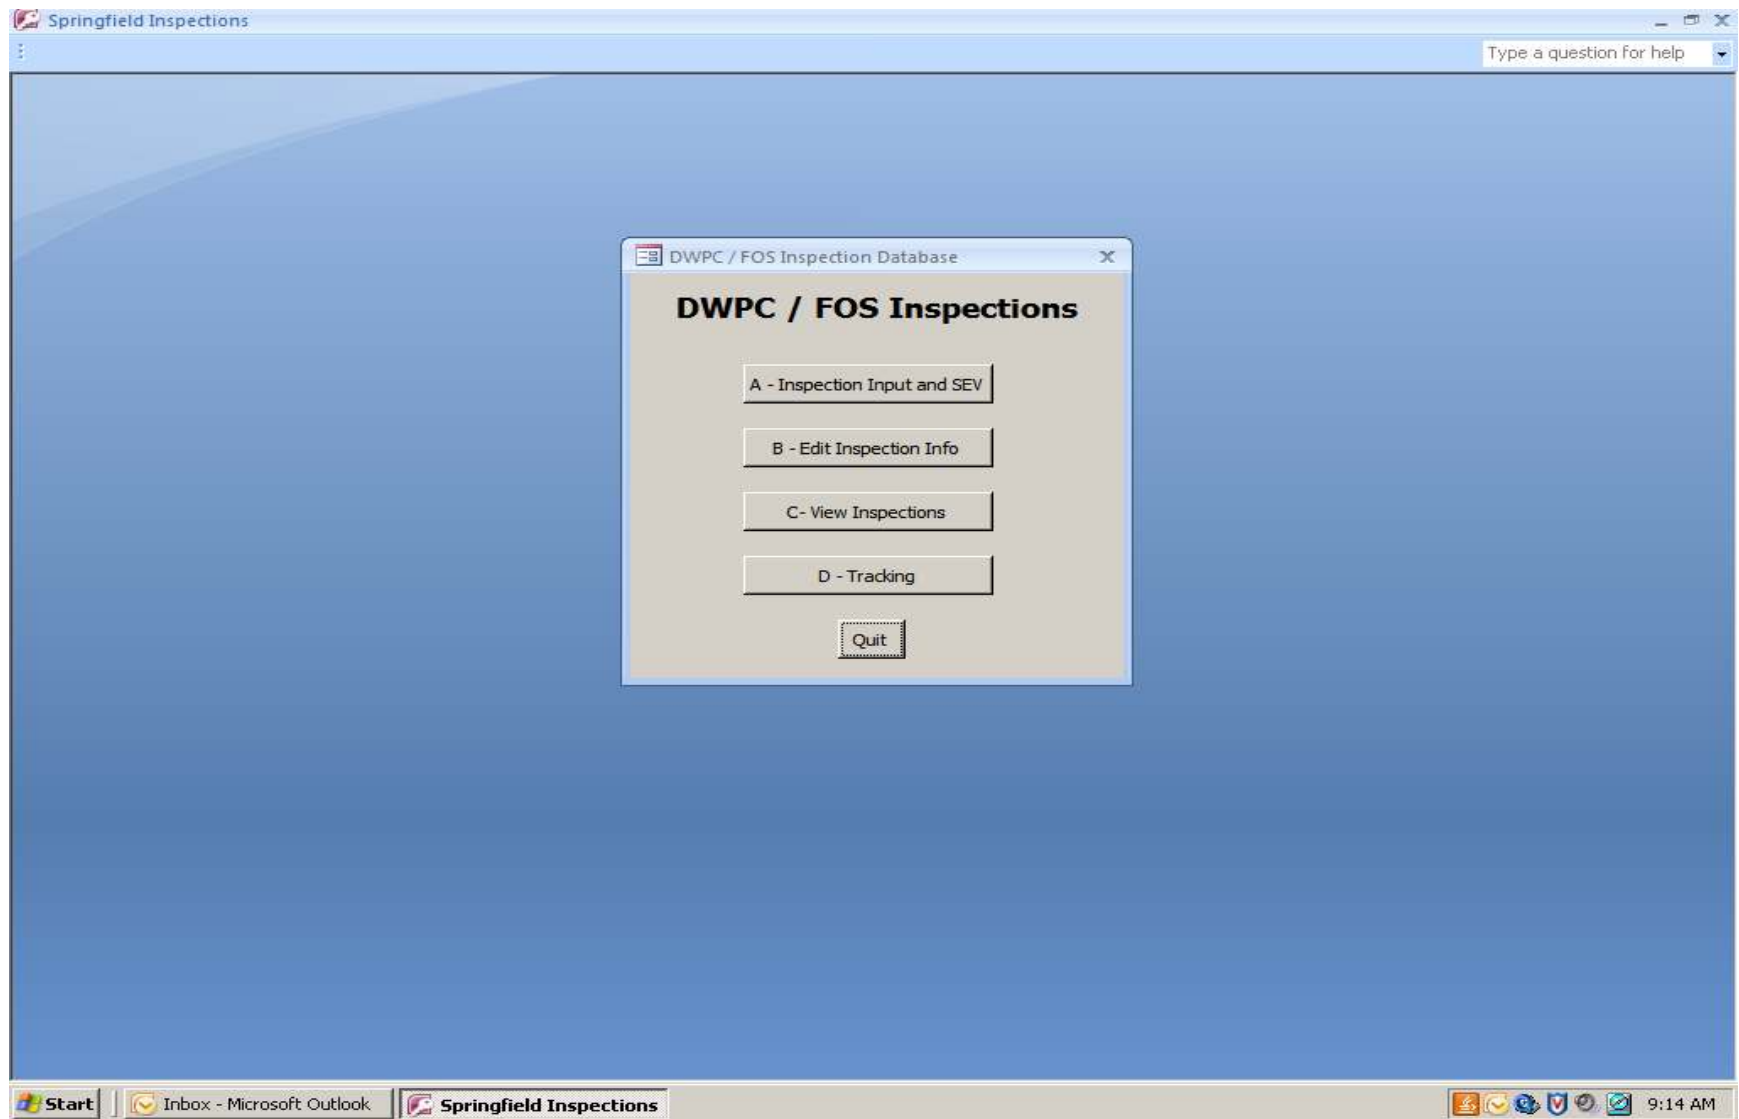 Springfield Inspections
Type a question for help
DWPC / FOS Inspection Database
DWPC / FOS Inspections
A - Inspection Input and SEV
B - Edit Inspection Info
C- View Inspections
D - Tracking
Quit
Start
Inbox - Microsoft Outlook
Springfield Inspections
9:14 AM